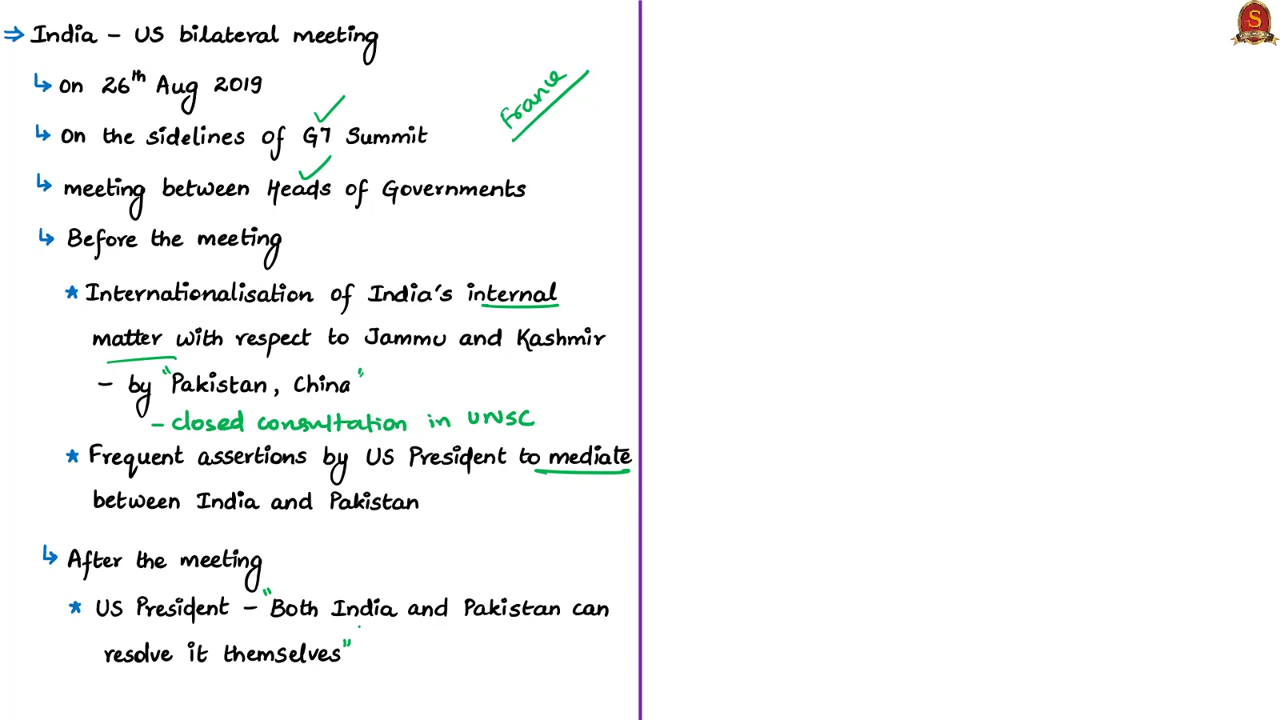 ⇒ India - US bilateral meeting
↳ on 26th Aug 2019
France
↳ on the sidelines of G7 Summit
↳ meeting between Heads of Governments
↳ Before the meeting
* Internationalisation of India's internal
matter with respect to Jammu and Kashmir
- by "Pakistan, China"
- closed consultation in UNSC
* Frequent assertions by US President to mediate
between India and Pakistan
↳ After the meeting
* US President - "Both India and Pakistan can
resolve it themselves"
S